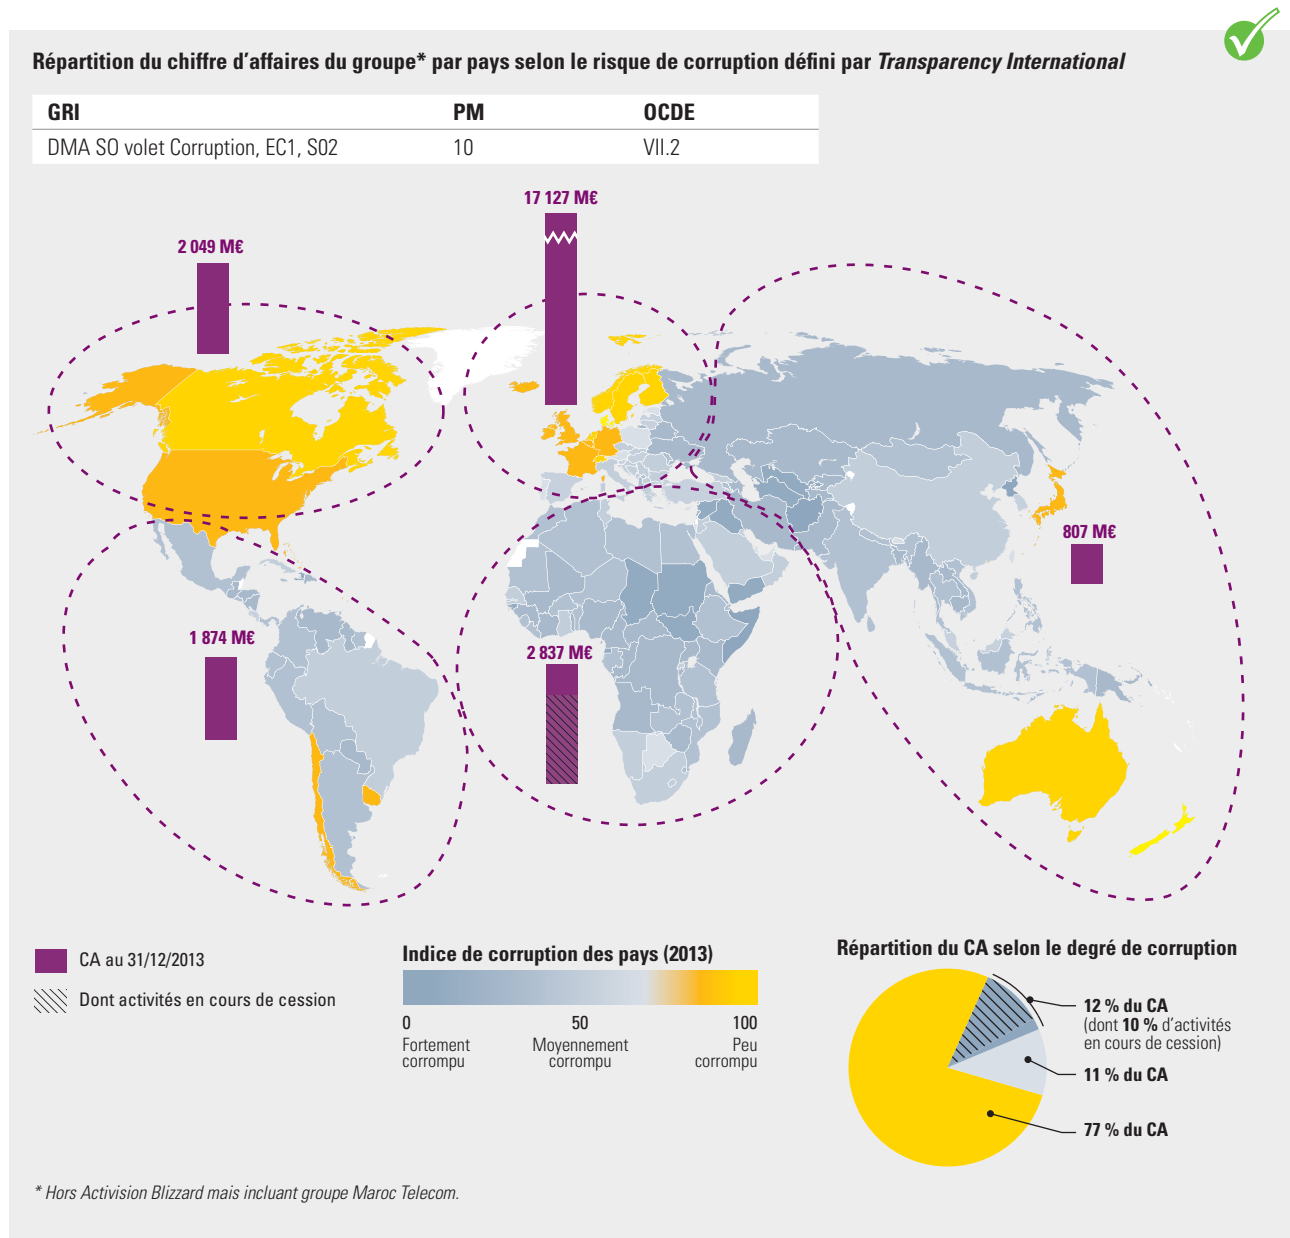 Répartition du chiffre d'affaires du groupe* par pays selon le risque de corruption défini par Transparency International
GRI PM OCDE
DMA SO volet Corruption, EC1, S02 10 VII.2
17 127 M€
2 049 M€
807 M€
1 874 M€
2 837 M€
CA au 31/12/2013
Dont activités en cours de cession
Indice de corruption des pays (2013)
0 50 100
Fortement Moyennement Peu
corrompu corrompu corrompu
Répartition du CA selon le degré de corruption
12 % du CA
(dont 10 % d'activités
en cours de cession)
11 % du CA
77 % du CA
* Hors Activision Blizzard mais incluant groupe Maroc Telecom.